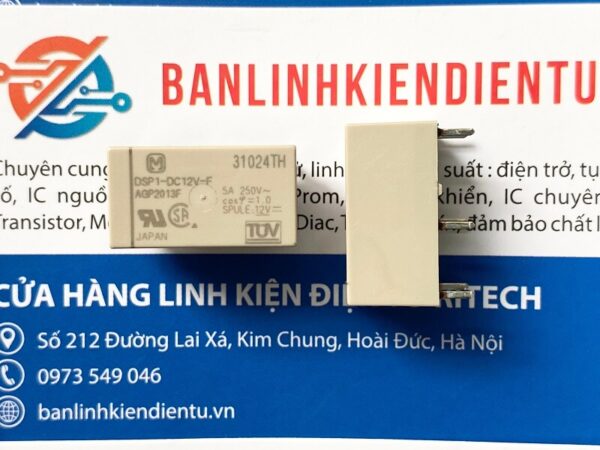 BANLINHKIENDIENTU
Chuyên cung ử, linh suất : điện trở, tụ
ố, IC nguồ Prom, khiển, IC chuyên
Transistor, M Diac, T đảm bảo chất l
31024TH
DSP1-DC12V-F
AGP2013F
5A 250V~
cosφ=1.0
SPULE:12V
JAPAN
TÜV
CỬA HÀNG LINH KIỆN ĐIỆ RITECH
Số 212 Đường Lai Xá, Kim Chung, Hoài Đức, Hà Nội
0973 549 046
banlinhkiendientu.vn